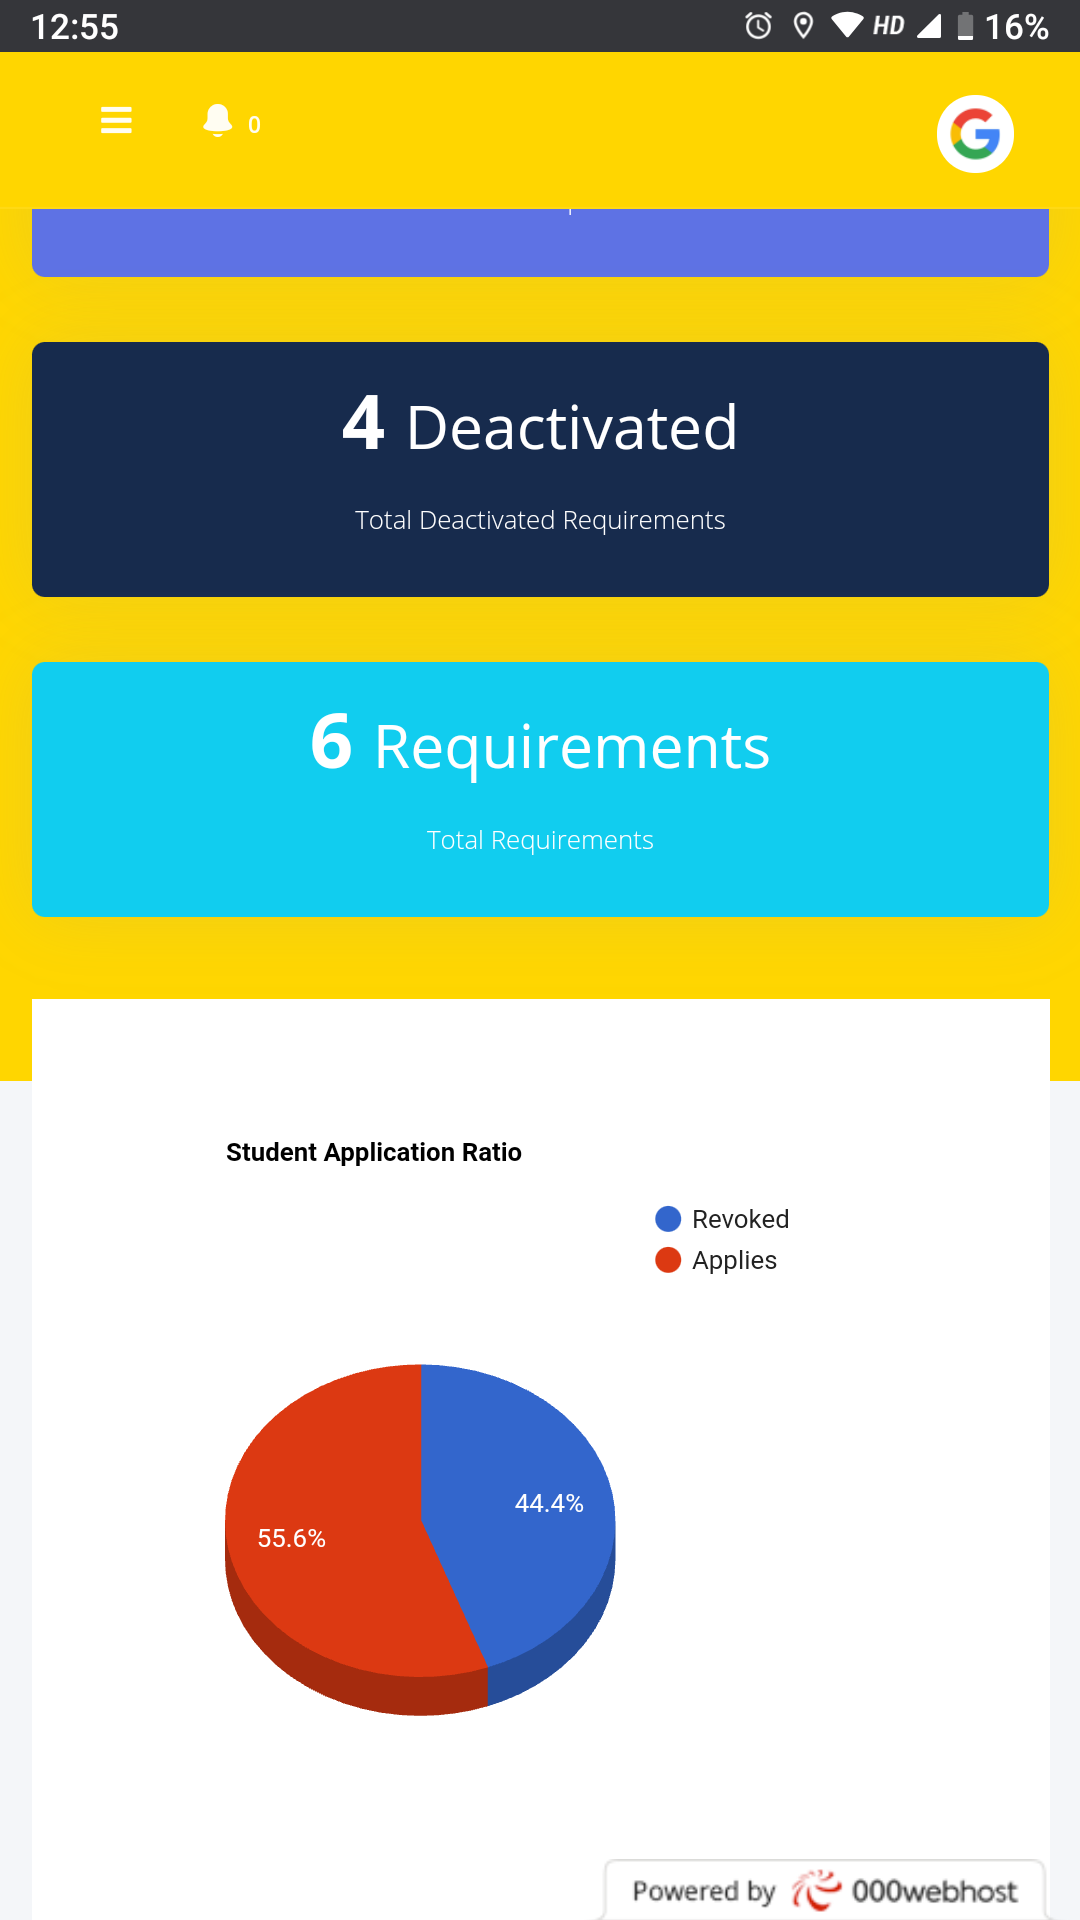 12:55 HD 16%
0
4 Deactivated
Total Deactivated Requirements
6 Requirements
Total Requirements
Student Application Ratio
Revoked
Applies
44.4%
55.6%
Powered by 000webhost